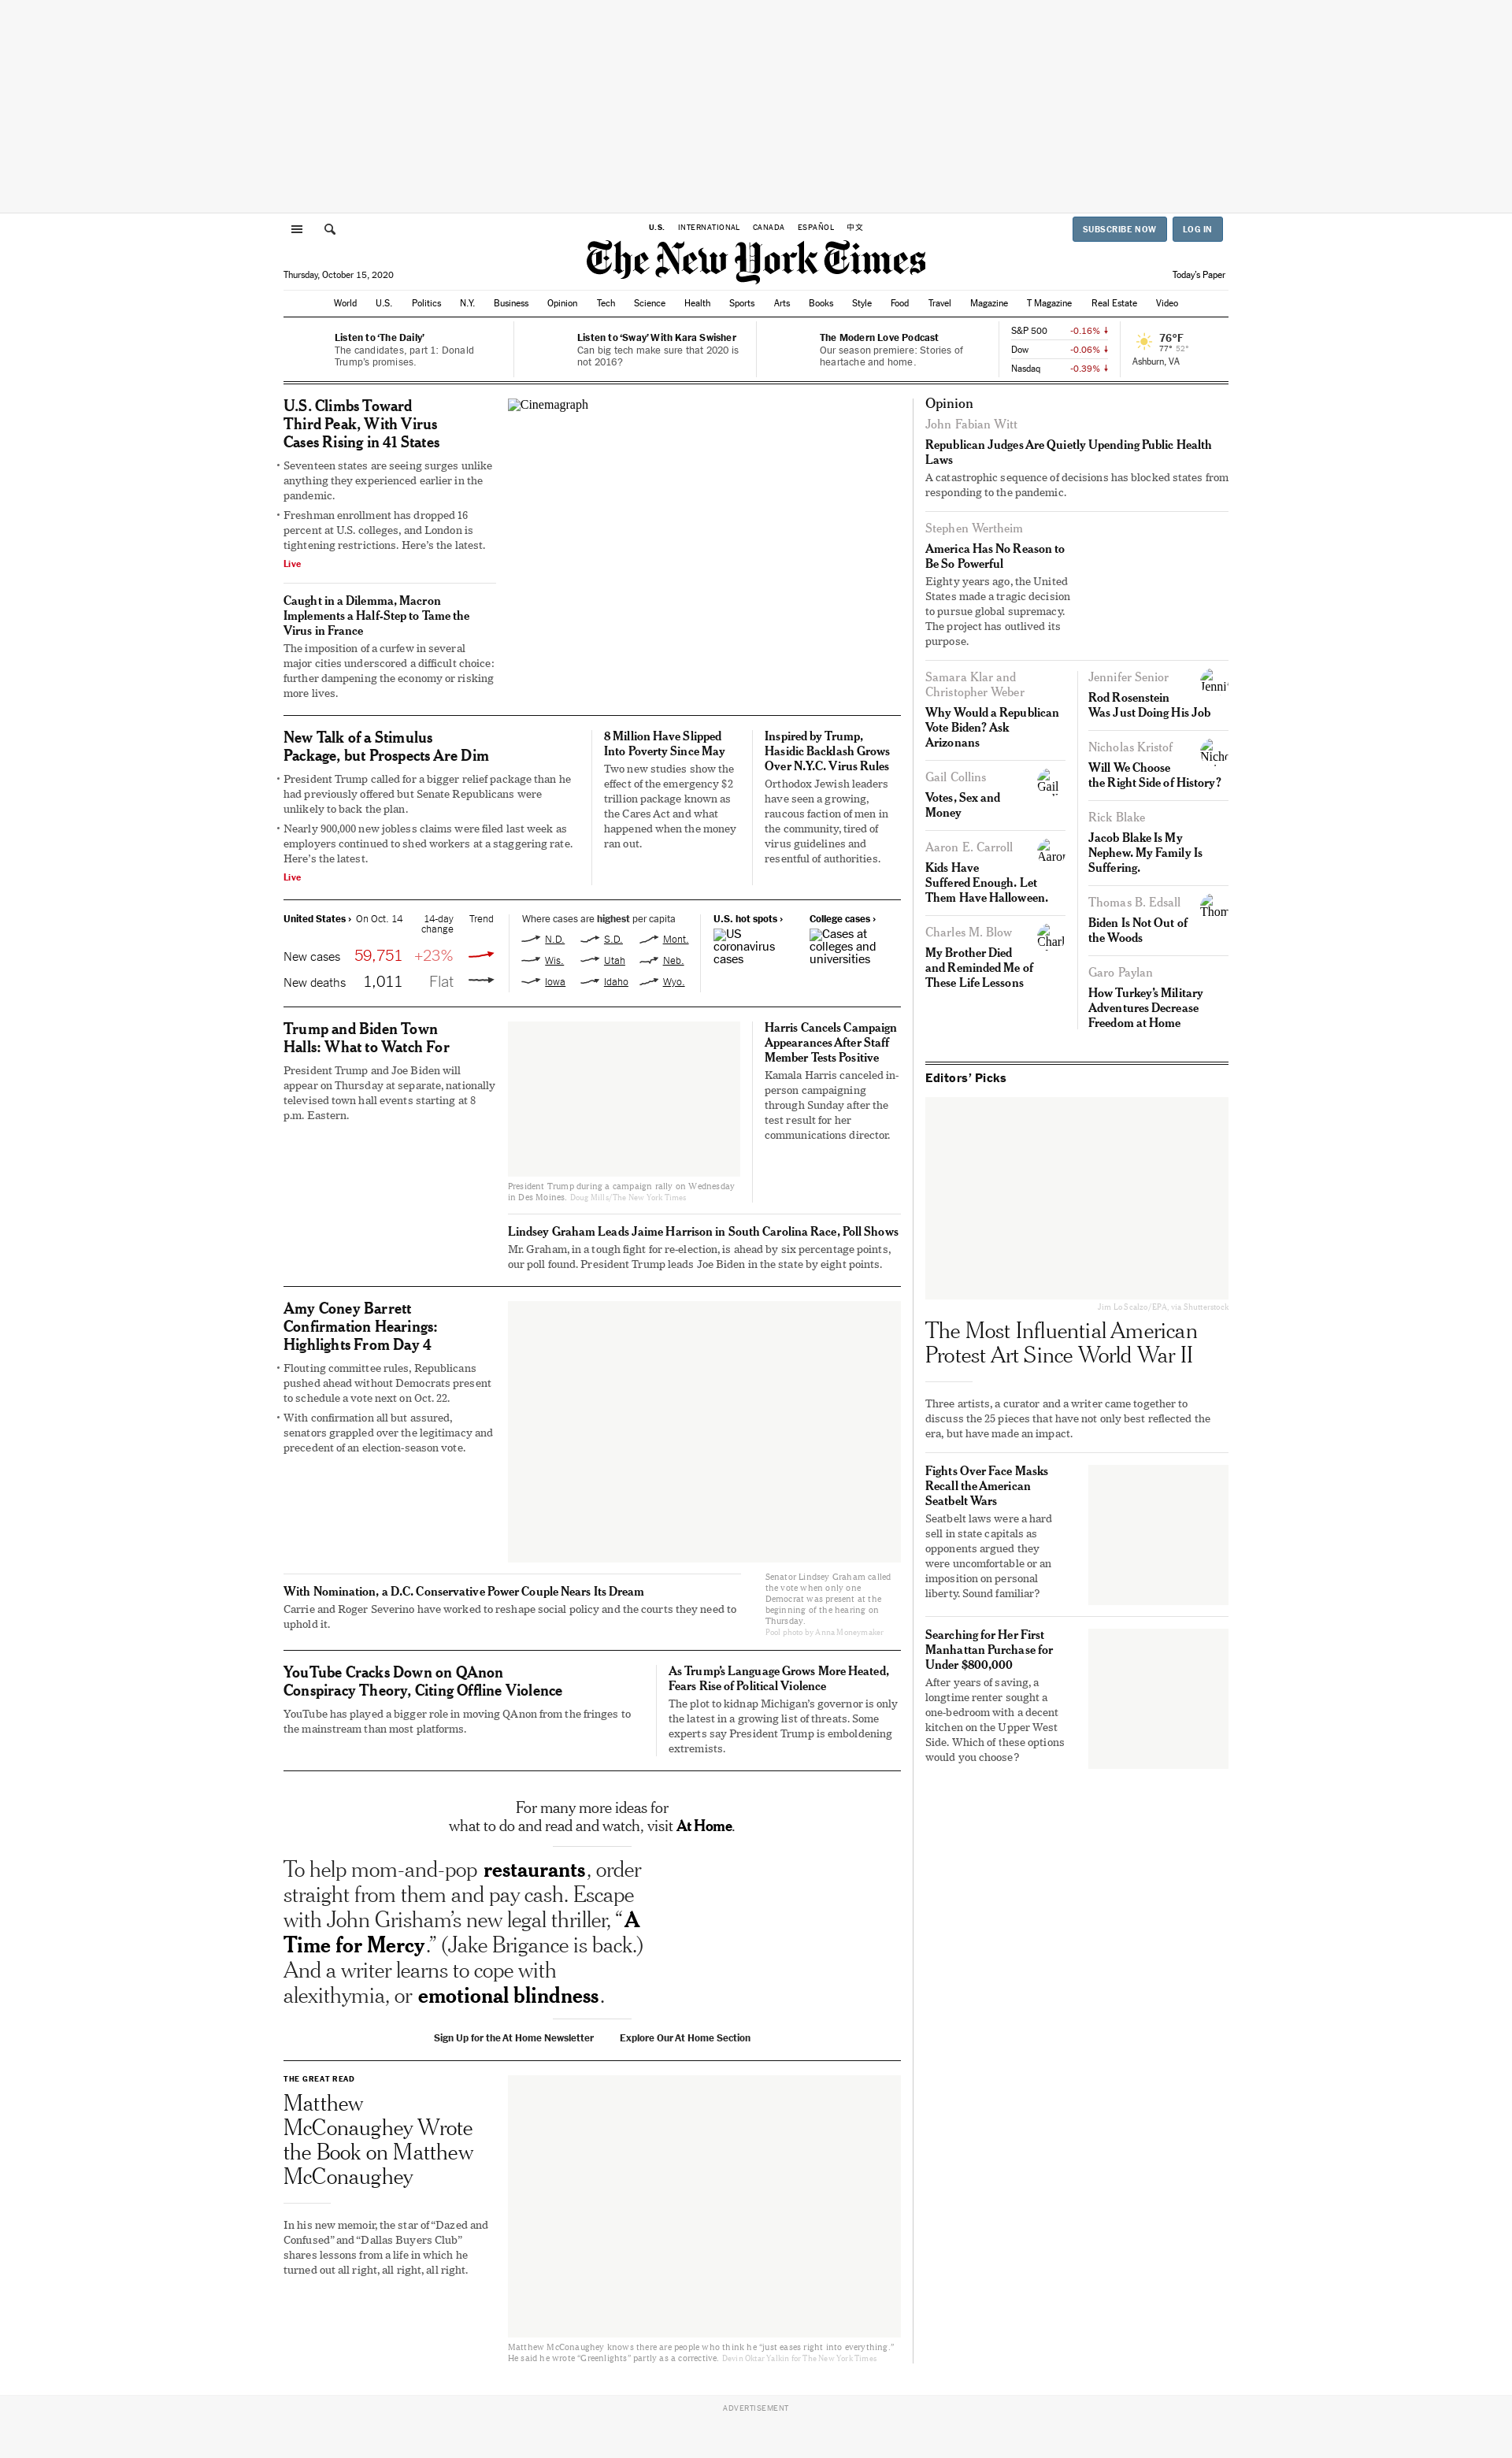 U.S. INTERNATIONAL CANADA ESPAÑOL 中文
SUBSCRIBE NOW LOG IN
The New York Times
Thursday, October 15, 2020
Today's Paper
World U.S. Politics N.Y. Business Opinion Tech Science Health Sports Arts Books Style Food Travel Magazine T Magazine Real Estate Video
Listen to ‘The Daily’
The candidates, part 1: Donald
Trump's promises.
Listen to ‘Sway’ With Kara Swisher
Can big tech make sure that 2020 is
not 2016?
The Modern Love Podcast
Our season premiere: Stories of
heartache and home.
S&P 500 -0.16% ↓
Dow -0.06% ↓
Nasdaq -0.39% ↓
76°F
77° 52°
Ashburn, VA
U.S. Climbs Toward
Third Peak, With Virus
Cases Rising in 41 States
• Seventeen states are seeing surges unlike
anything they experienced earlier in the
pandemic.
• Freshman enrollment has dropped 16
percent at U.S. colleges, and London is
tightening restrictions. Here’s the latest.
Live
Caught in a Dilemma, Macron
Implements a Half-Step to Tame the
Virus in France
The imposition of a curfew in several
major cities underscored a difficult choice:
further dampening the economy or risking
more lives.
Cinemagraph
New Talk of a Stimulus
Package, but Prospects Are Dim
• President Trump called for a bigger relief package than he
had previously offered but Senate Republicans were
unlikely to back the plan.
• Nearly 900,000 new jobless claims were filed last week as
employers continued to shed workers at a staggering rate.
Here’s the latest.
Live
8 Million Have Slipped
Into Poverty Since May
Two new studies show the
effect of the emergency $2
trillion package known as
the Cares Act and what
happened when the money
ran out.
Inspired by Trump,
Hasidic Backlash Grows
Over N.Y.C. Virus Rules
Orthodox Jewish leaders
have seen a growing,
raucous faction of men in
the community, tired of
virus guidelines and
resentful of authorities.
United States › On Oct. 14 14-day
change Trend
New cases 59,751 +23%
New deaths 1,011 Flat
Where cases are highest per capita
N.D. S.D. Mont.
Wis. Utah Neb.
Iowa Idaho Wyo.
U.S. hot spots ›
US
coronavirus
cases
College cases ›
Cases at
colleges and
universities
Trump and Biden Town
Halls: What to Watch For
President Trump and Joe Biden will
appear on Thursday at separate, nationally
televised town hall events starting at 8
p.m. Eastern.
President Trump during a campaign rally on Wednesday
in Des Moines. Doug Mills/The New York Times
Harris Cancels Campaign
Appearances After Staff
Member Tests Positive
Kamala Harris canceled in-
person campaigning
through Sunday after the
test result for her
communications director.
Lindsey Graham Leads Jaime Harrison in South Carolina Race, Poll Shows
Mr. Graham, in a tough fight for re-election, is ahead by six percentage points,
our poll found. President Trump leads Joe Biden in the state by eight points.
Amy Coney Barrett
Confirmation Hearings:
Highlights From Day 4
• Flouting committee rules, Republicans
pushed ahead without Democrats present
to schedule a vote next on Oct. 22.
• With confirmation all but assured,
senators grappled over the legitimacy and
precedent of an election-season vote.
With Nomination, a D.C. Conservative Power Couple Nears Its Dream
Carrie and Roger Severino have worked to reshape social policy and the courts they need to
uphold it.
Senator Lindsey Graham called
the vote when only one
Democrat was present at the
beginning of the hearing on
Thursday.
Pool photo by Anna Moneymaker
YouTube Cracks Down on QAnon
Conspiracy Theory, Citing Offline Violence
YouTube has played a bigger role in moving QAnon from the fringes to
the mainstream than most platforms.
As Trump’s Language Grows More Heated,
Fears Rise of Political Violence
The plot to kidnap Michigan’s governor is only
the latest in a growing list of threats. Some
experts say President Trump is emboldening
extremists.
For many more ideas for
what to do and read and watch, visit At Home.
To help mom-and-pop restaurants, order
straight from them and pay cash. Escape
with John Grisham’s new legal thriller, “A
Time for Mercy.” (Jake Brigance is back.)
And a writer learns to cope with
alexithymia, or emotional blindness.
Sign Up for the At Home Newsletter Explore Our At Home Section
THE GREAT READ
Matthew
McConaughey Wrote
the Book on Matthew
McConaughey
In his new memoir, the star of “Dazed and
Confused” and “Dallas Buyers Club”
shares lessons from a life in which he
turned out all right, all right, all right.
Matthew McConaughey knows there are people who think he “just eases right into everything.”
He said he wrote “Greenlights” partly as a corrective. Devin Oktar Yalkin for The New York Times
Opinion
John Fabian Witt
Republican Judges Are Quietly Upending Public Health
Laws
A catastrophic sequence of decisions has blocked states from
responding to the pandemic.
Stephen Wertheim
America Has No Reason to
Be So Powerful
Eighty years ago, the United
States made a tragic decision
to pursue global supremacy.
The project has outlived its
purpose.
Samara Klar and
Christopher Weber
Why Would a Republican
Vote Biden? Ask
Arizonans
Gail Collins
Gail
Votes, Sex and
Money
Aaron E. Carroll
Aaron
Kids Have
Suffered Enough. Let
Them Have Halloween.
Charles M. Blow
Charl
My Brother Died
and Reminded Me of
These Life Lessons
Jennifer Senior
Jenni
Rod Rosenstein
Was Just Doing His Job
Nicholas Kristof
Nicho
Will We Choose
the Right Side of History?
Rick Blake
Jacob Blake Is My
Nephew. My Family Is
Suffering.
Thomas B. Edsall
Thom
Biden Is Not Out of
the Woods
Garo Paylan
How Turkey’s Military
Adventures Decrease
Freedom at Home
Editors’ Picks
Jim Lo Scalzo/EPA, via Shutterstock
The Most Influential American
Protest Art Since World War II
Three artists, a curator and a writer came together to
discuss the 25 pieces that have not only best reflected the
era, but have made an impact.
Fights Over Face Masks
Recall the American
Seatbelt Wars
Seatbelt laws were a hard
sell in state capitals as
opponents argued they
were uncomfortable or an
imposition on personal
liberty. Sound familiar?
Searching for Her First
Manhattan Purchase for
Under $800,000
After years of saving, a
longtime renter sought a
one-bedroom with a decent
kitchen on the Upper West
Side. Which of these options
would you choose?
ADVERTISEMENT